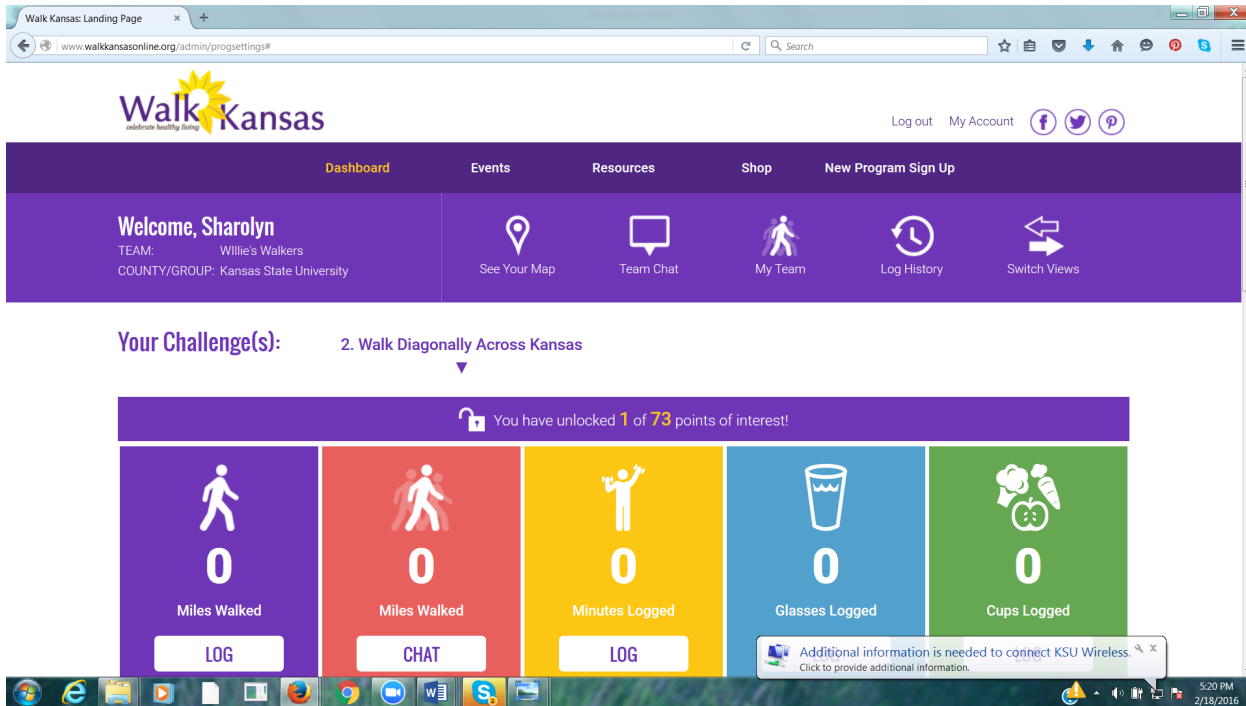 Walk Kansas: Landing Page × +
www.walkkansasonline.org/admin/progsettings# Search
Walk Kansas
celebrate healthy living
Log out My Account
Dashboard Events Resources Shop New Program Sign Up
Welcome, Sharolyn
TEAM: WIllie's Walkers
COUNTY/GROUP: Kansas State University
See Your Map Team Chat My Team Log History Switch Views
Your Challenge(s): 2. Walk Diagonally Across Kansas
You have unlocked 1 of 73 points of interest!
0 0 0 0 0
Miles Walked Miles Walked Minutes Logged Glasses Logged Cups Logged
LOG CHAT LOG LOG LOG
Additional information is needed to connect KSU Wireless.
Click to provide additional information.
5:20 PM
2/18/2016